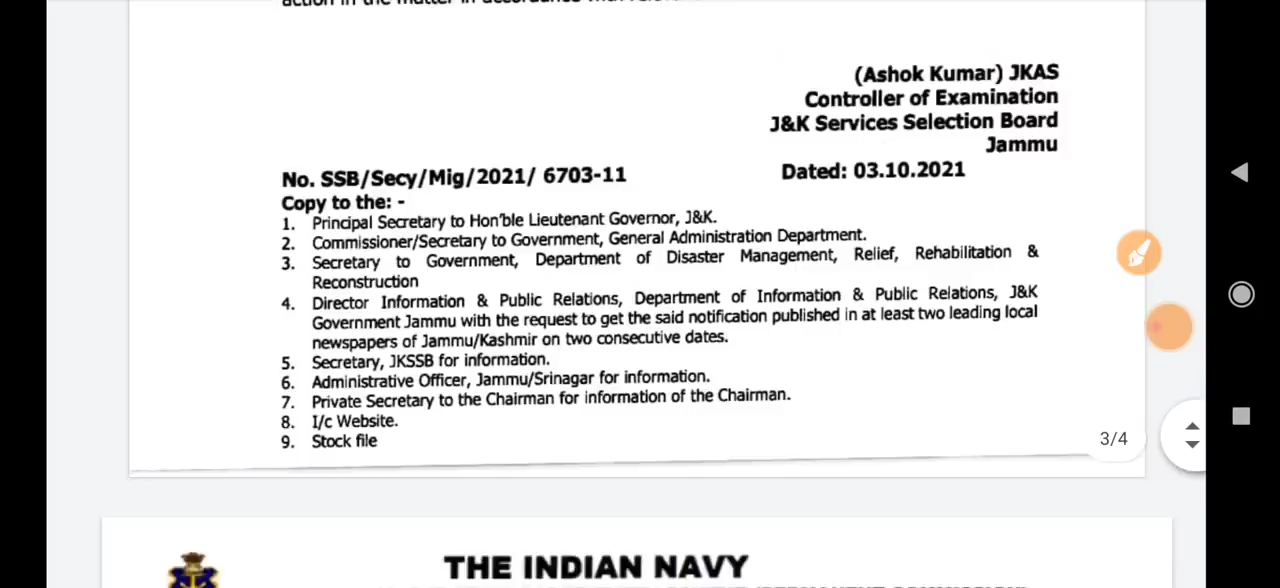 (Ashok Kumar) JKAS
Controller of Examination
J&K Services Selection Board
Jammu
No. SSB/Secy/Mig/2021/ 6703-11
Dated: 03.10.2021
Copy to the: -
1. Principal Secretary to Hon'ble Lieutenant Governor, J&K.
2. Commissioner/Secretary to Government, General Administration Department.
3. Secretary to Government, Department of Disaster Management, Relief, Rehabilitation &
Reconstruction
4. Director Information & Public Relations, Department of Information & Public Relations, J&K
Government Jammu with the request to get the said notification published in at least two leading local
newspapers of Jammu/Kashmir on two consecutive dates.
5. Secretary, JKSSB for information.
6. Administrative Officer, Jammu/Srinagar for information.
7. Private Secretary to the Chairman for information of the Chairman.
8. I/c Website.
9. Stock file
3/4
THE INDIAN NAVY